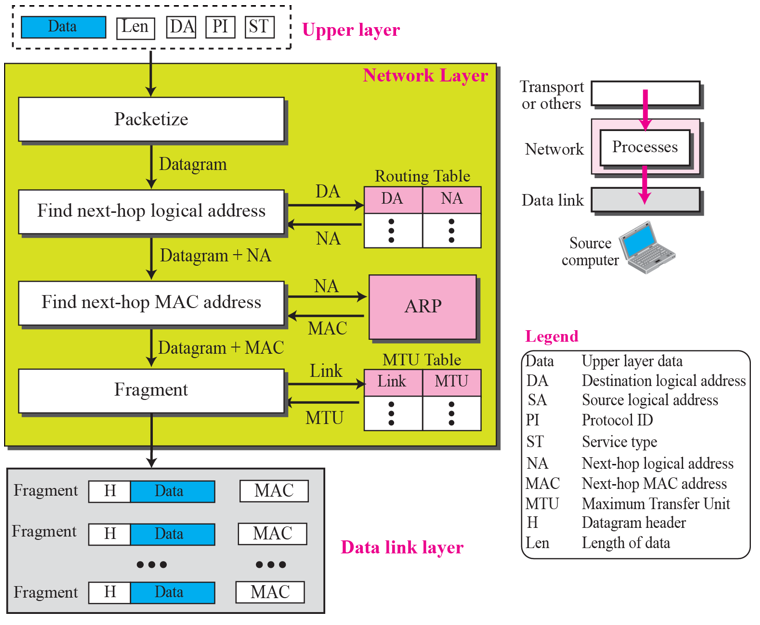 Data Len DA PI ST
Upper layer
Network Layer
Packetize
Datagram
Find next-hop logical address
DA
NA
Routing Table
DA NA
Datagram + NA
Find next-hop MAC address
NA
MAC
ARP
Datagram + MAC
Fragment
Link
MTU
MTU Table
Link MTU
Fragment H Data MAC
Fragment H Data MAC
Fragment H Data MAC
Data link layer
Transport
or others
Network
Processes
Data link
Source
computer
Legend
Data Upper layer data
DA Destination logical address
SA Source logical address
PI Protocol ID
ST Service type
NA Next-hop logical address
MAC Next-hop MAC address
MTU Maximum Transfer Unit
H Datagram header
Len Length of data